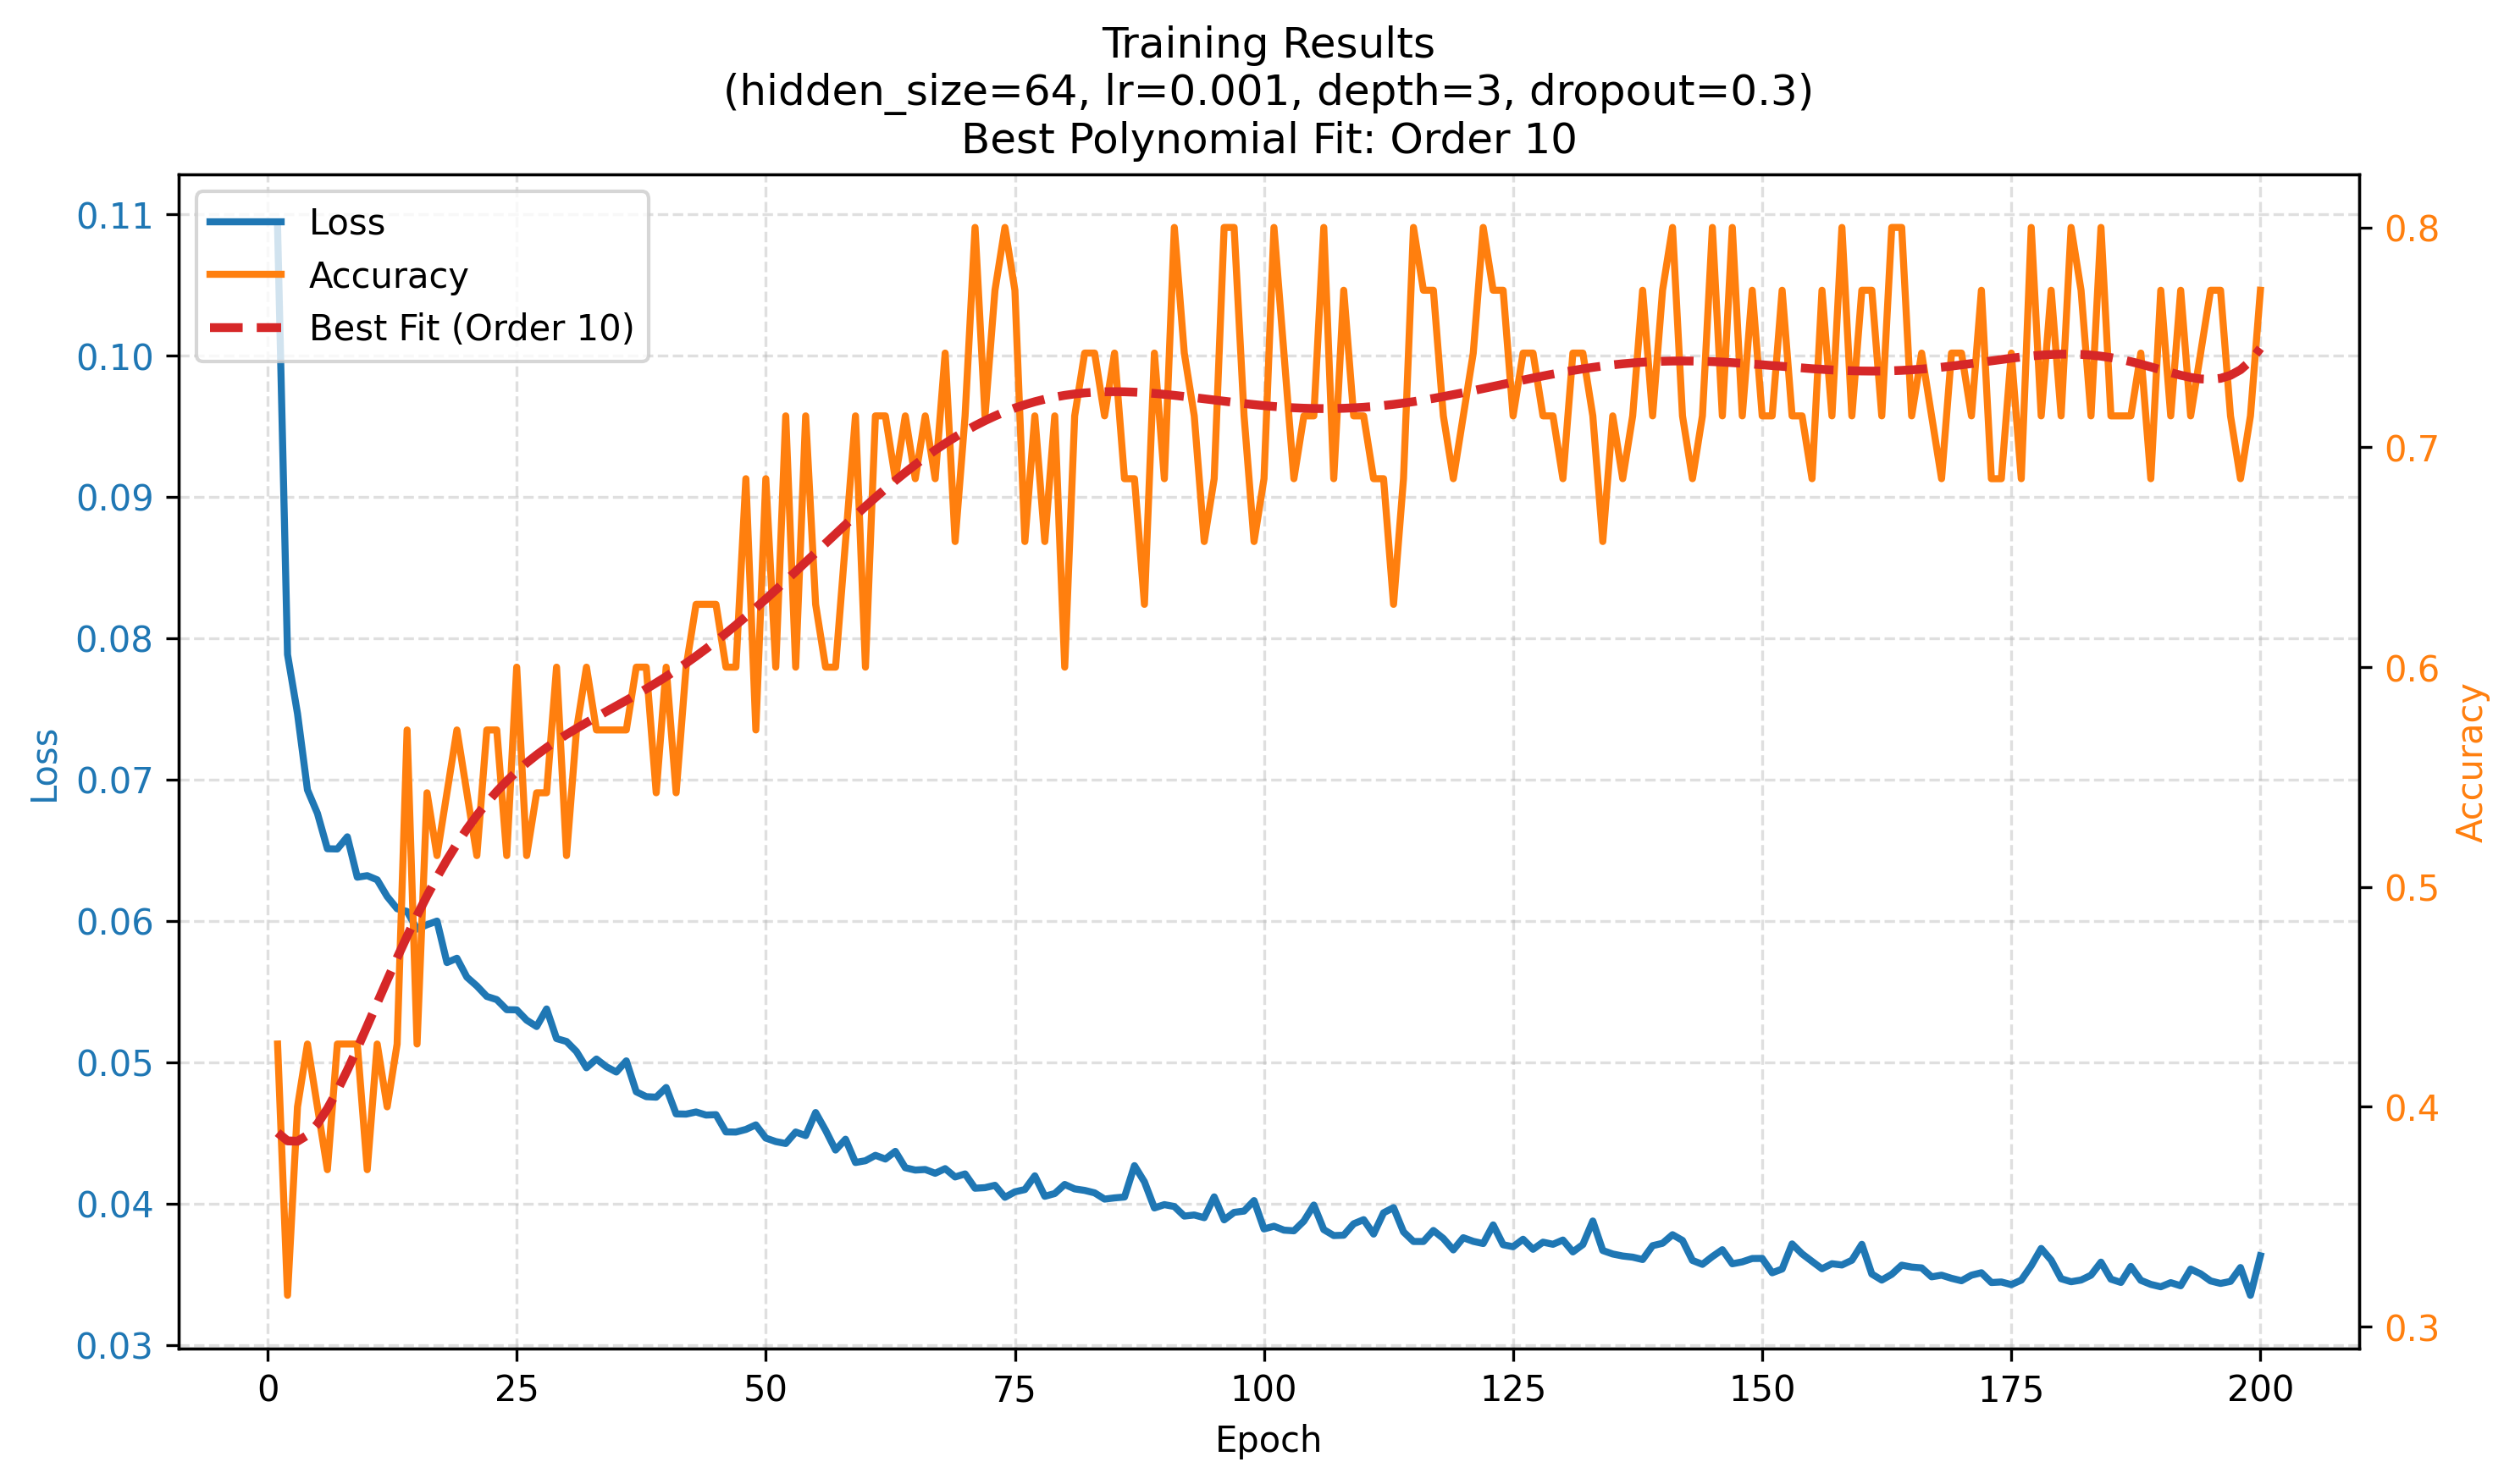 Training Results
(hidden_size=64, lr=0.001, depth=3, dropout=0.3)
Best Polynomial Fit: Order 10
Loss
Accuracy
Best Fit (Order 10)
0.11
0.10
0.09
0.08
0.07
0.06
0.05
0.04
0.03
Loss
0.8
0.7
0.6
0.5
0.4
0.3
Accuracy
0 25 50 75 100 125 150 175 200
Epoch